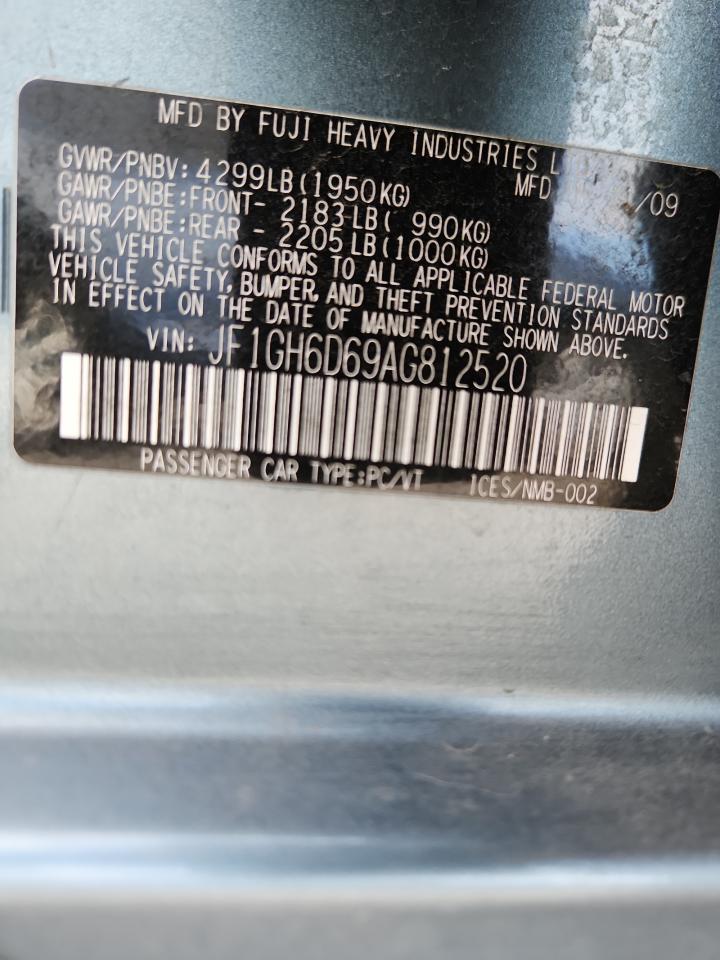 MFD BY FUJI HEAVY INDUSTRIES
MFD /09
GVWR/PNBV: 4299LB(1950KG)
GAWR/PNBE:FRONT- 2183LB( 990KG)
GAWR/PNBE:REAR - 2205LB(1000KG)
THIS VEHICLE CONFORMS TO ALL APPLICABLE FEDERAL MOTOR
VEHICLE SAFETY, BUMPER, AND THEFT PREVENTION STANDARDS
IN EFFECT ON THE DATE OF MANUFACTURE SHOWN ABOVE.
VIN: JF1GH6D69AG812520
PASSENGER CAR TYPE:PC/VT ICES/NMB-002